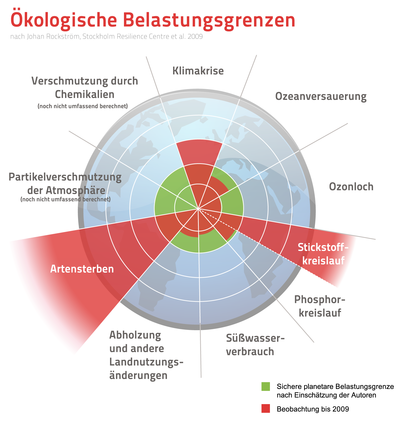 Ökologische Belastungsgrenzen
nach Johan Rockström, Stockholm Resilience Centre et al. 2009
Klimakrise
Verschmutzung durch
Chemikalien
(noch nicht umfassend berechnet)
Ozeanversauerung
Partikelverschmutzung
der Atmosphäre
(noch nicht umfassend berechnet)
Ozonloch
Stickstoff-
kreislauf
Artensterben
Phosphor-
kreislauf
Abholzung
und andere
Landnutzungs-
änderungen
Süßwasser-
verbrauch
Sichere planetare Belastungsgrenze
nach Einschätzung der Autoren
Beobachtung bis 2009